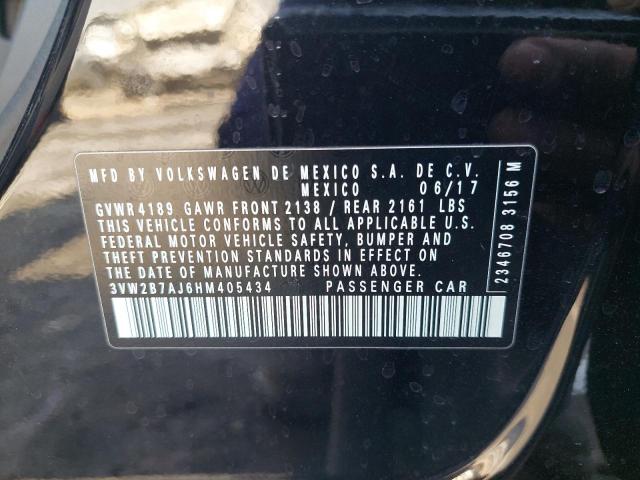 MFD BY VOLKSWAGEN DE MEXICO S.A. DE C.V.
MEXICO 06/17
GVWR4189 GAWR FRONT 2138 / REAR 2161 LBS
THIS VEHICLE CONFORMS TO ALL APPLICABLE U.S.
FEDERAL MOTOR VEHICLE SAFETY, BUMPER AND
THEFT PREVENTION STANDARDS IN EFFECT ON
THE DATE OF MANUFACTURE SHOWN ABOVE
3VW2B7AJ6HM405434 PASSENGER CAR
2346708 3156 M